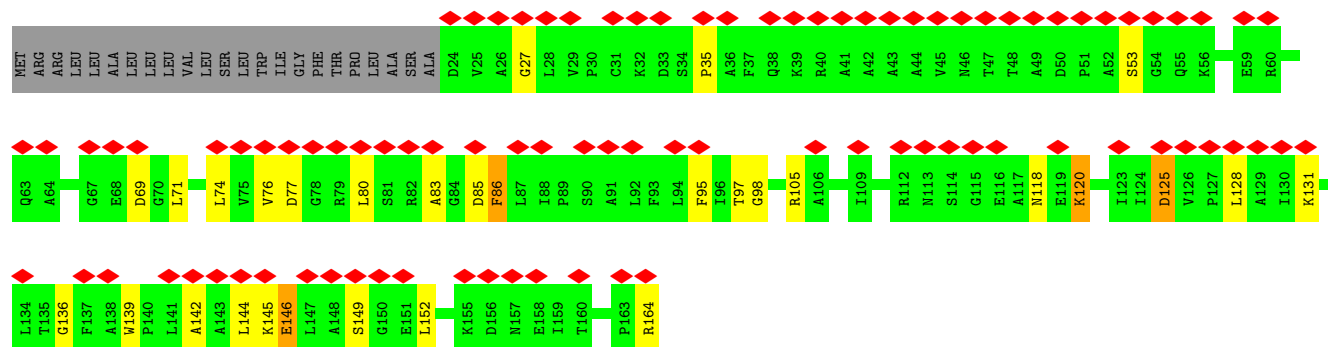 MET ARG ARG LEU LEU ALA LEU LEU LEU VAL LEU SER LEU TRP ILE GLY PHE THR PRO LEU ALA SER ALA D24 V25 A26 G27 L28 V29 P30 C31 K32 D33 S34 P35 A36 F37 Q38 K39 R40 A41 A42 A43 A44 V45 N46 T47 T48 A49 D50 P51 A52 S53 G54 Q55 K56 E59 R60
Q63 A64 G67 E68 D69 G70 L71 L74 V75 V76 D77 G78 R79 L80 S81 R82 A83 G84 D85 F86 L87 I88 P89 S90 A91 L92 F93 L94 F95 I96 T97 G98 R105 A106 I109 R112 N113 S114 G115 E116 A117 N118 E119 K120 I123 I124 D125 V126 P127 L128 A129 I130 K131
L134 T135 G136 F137 A138 W139 P140 L141 A142 A143 L144 K145 E146 L147 A148 S149 G150 E151 L152 K155 D156 N157 E158 I159 T160 P163 R164